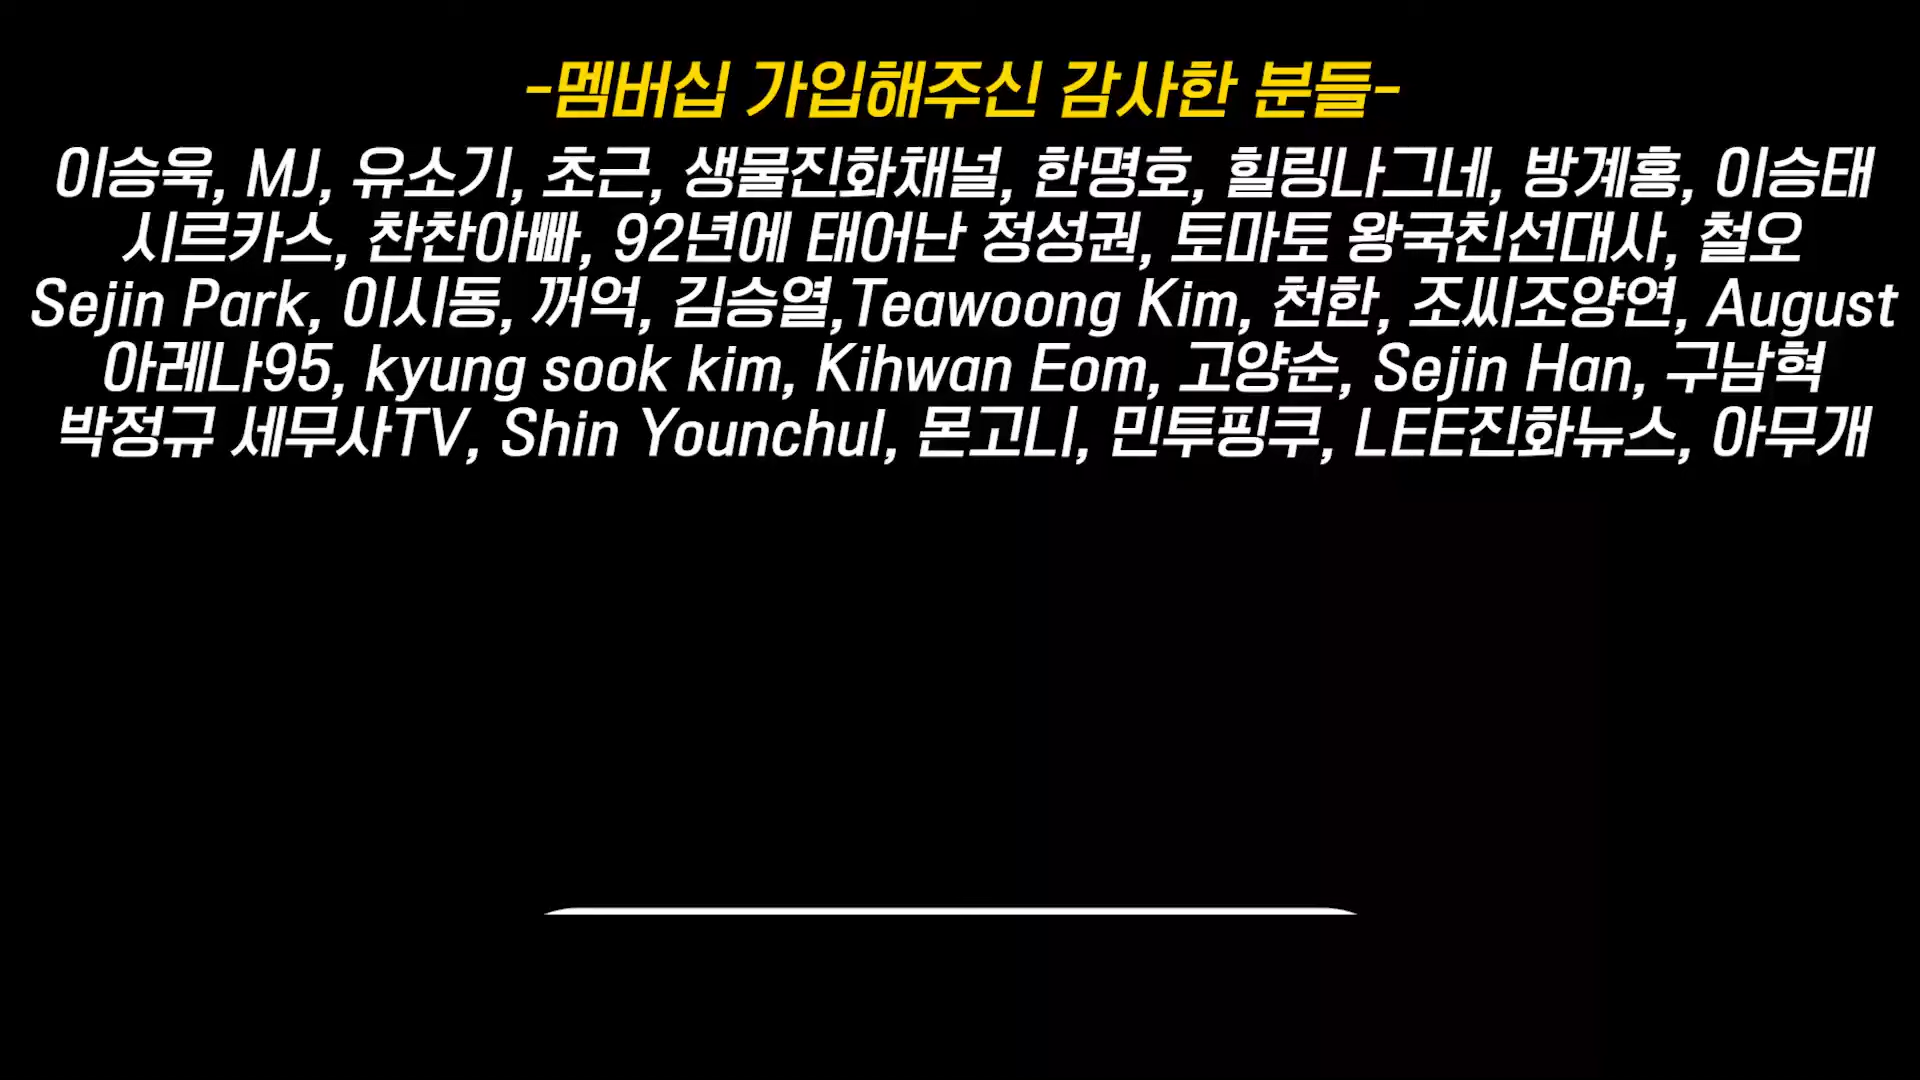 -멤버십 가입해주신 감사한 분들-
이승욱, MJ, 유소기, 초근, 생물진화채널, 한명호, 힐링나그네, 방계홍, 이승태
시르카스, 찬찬아빠, 92년에 태어난 정성권, 토마토 왕국친선대사, 철오
Sejin Park, 이시동, 꺼억, 김승열,Teawoong Kim, 천한, 조씨조양연, August
아레나95, kyung sook kim, Kihwan Eom, 고양순, Sejin Han, 구남혁
박정규 세무사TV, Shin Younchul, 몬고니, 민투핑쿠, LEE진화뉴스, 아무개